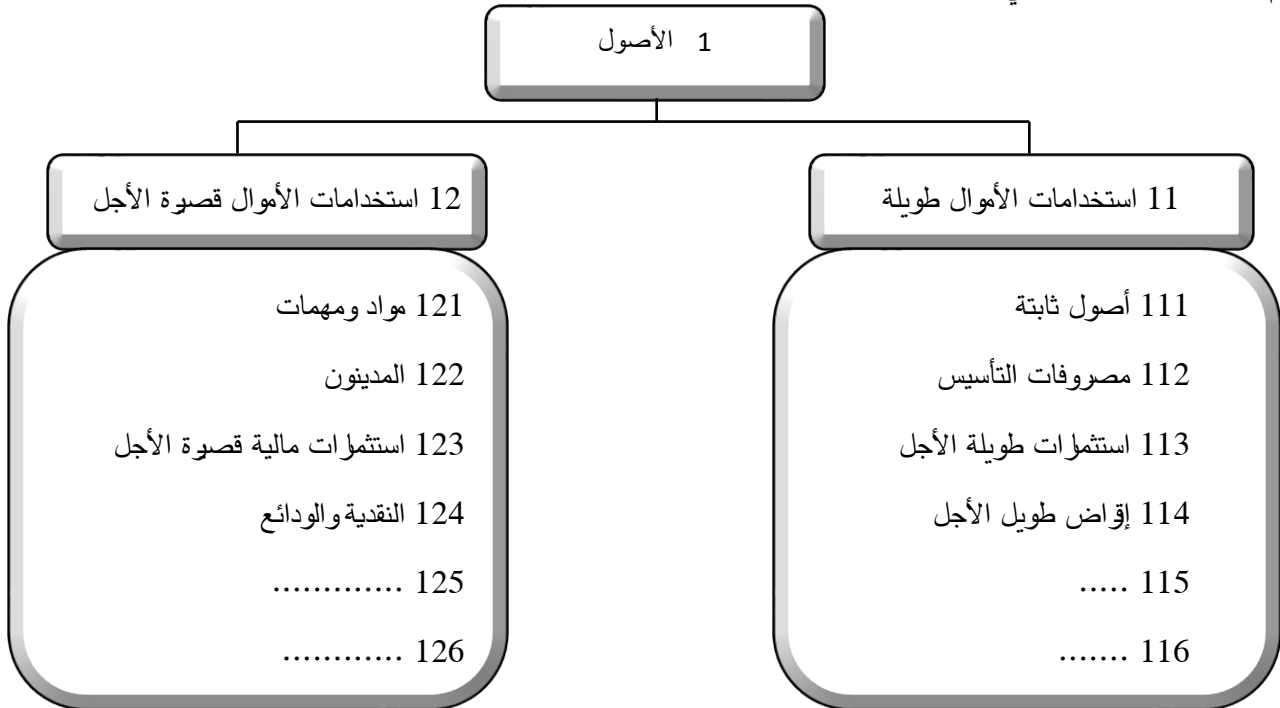 1 الأصول
11 استخدامات الأموال طويلة
111 أصول ثابتة
112 مصروفات التأسيس
113 استثمارات طويلة الأجل
114 إقراض طويل الأجل
115 .....
116 .......
12 استخدامات الأموال قصيرة الأجل
121 مواد ومهمات
122 المدينون
123 استثمارات مالية قصيرة الأجل
124 النقدية والودائع
125 .............
126 ............